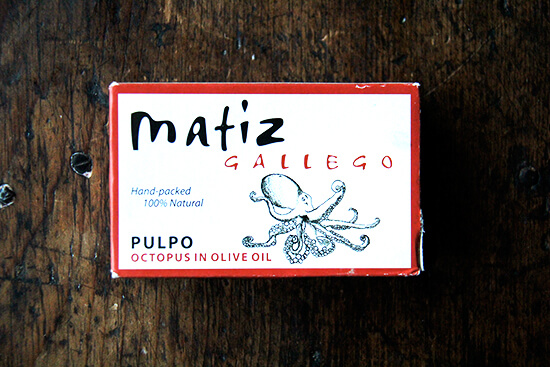 matiz
GALLEGO
Hand-packed
100% Natural
PULPO
OCTOPUS IN OLIVE OIL